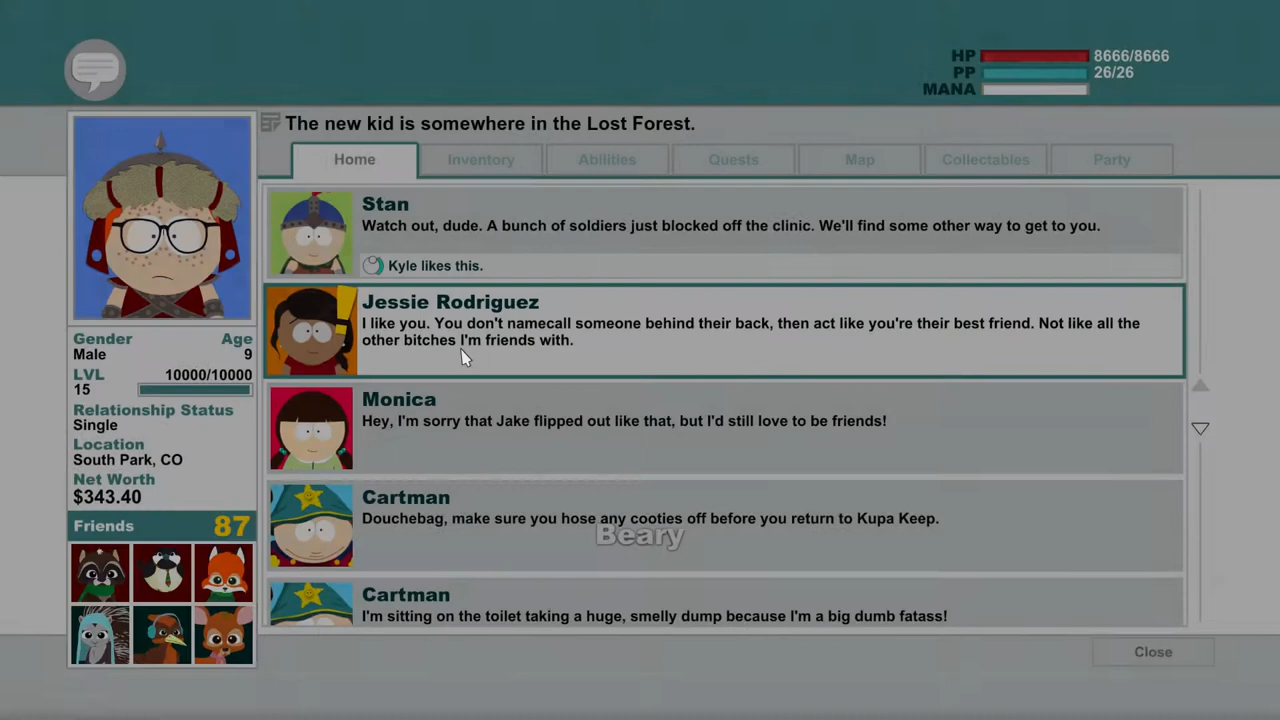 HP 8666/8666
PP 26/26
MANA
The new kid is somewhere in the Lost Forest.
Home Inventory Abilities Quests Map Collectables Party
Stan
Watch out, dude. A bunch of soldiers just blocked off the clinic. We'll find some other way to get to you.
Kyle likes this.
Jessie Rodriguez
I like you. You don't namecall someone behind their back, then act like you're their best friend. Not like all the
other bitches I'm friends with.
Monica
Hey, I'm sorry that Jake flipped out like that, but I'd still love to be friends!
Cartman
Douchebag, make sure you hose any cooties off before you return to Kupa Keep.
Beary
Cartman
I'm sitting on the toilet taking a huge, smelly dump because I'm a big dumb fatass!
Gender Age
Male 9
LVL 10000/10000
15
Relationship Status
Single
Location
South Park, CO
Net Worth
$343.40
Friends 87
Close